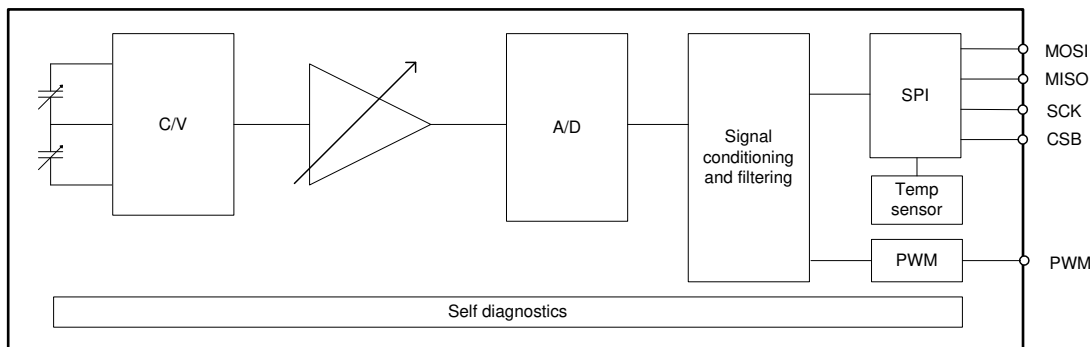 C/V
A/D
Signal
conditioning
and filtering
SPI
MOSI
MISO
SCK
CSB
Temp
sensor
PWM
PWM
Self diagnostics